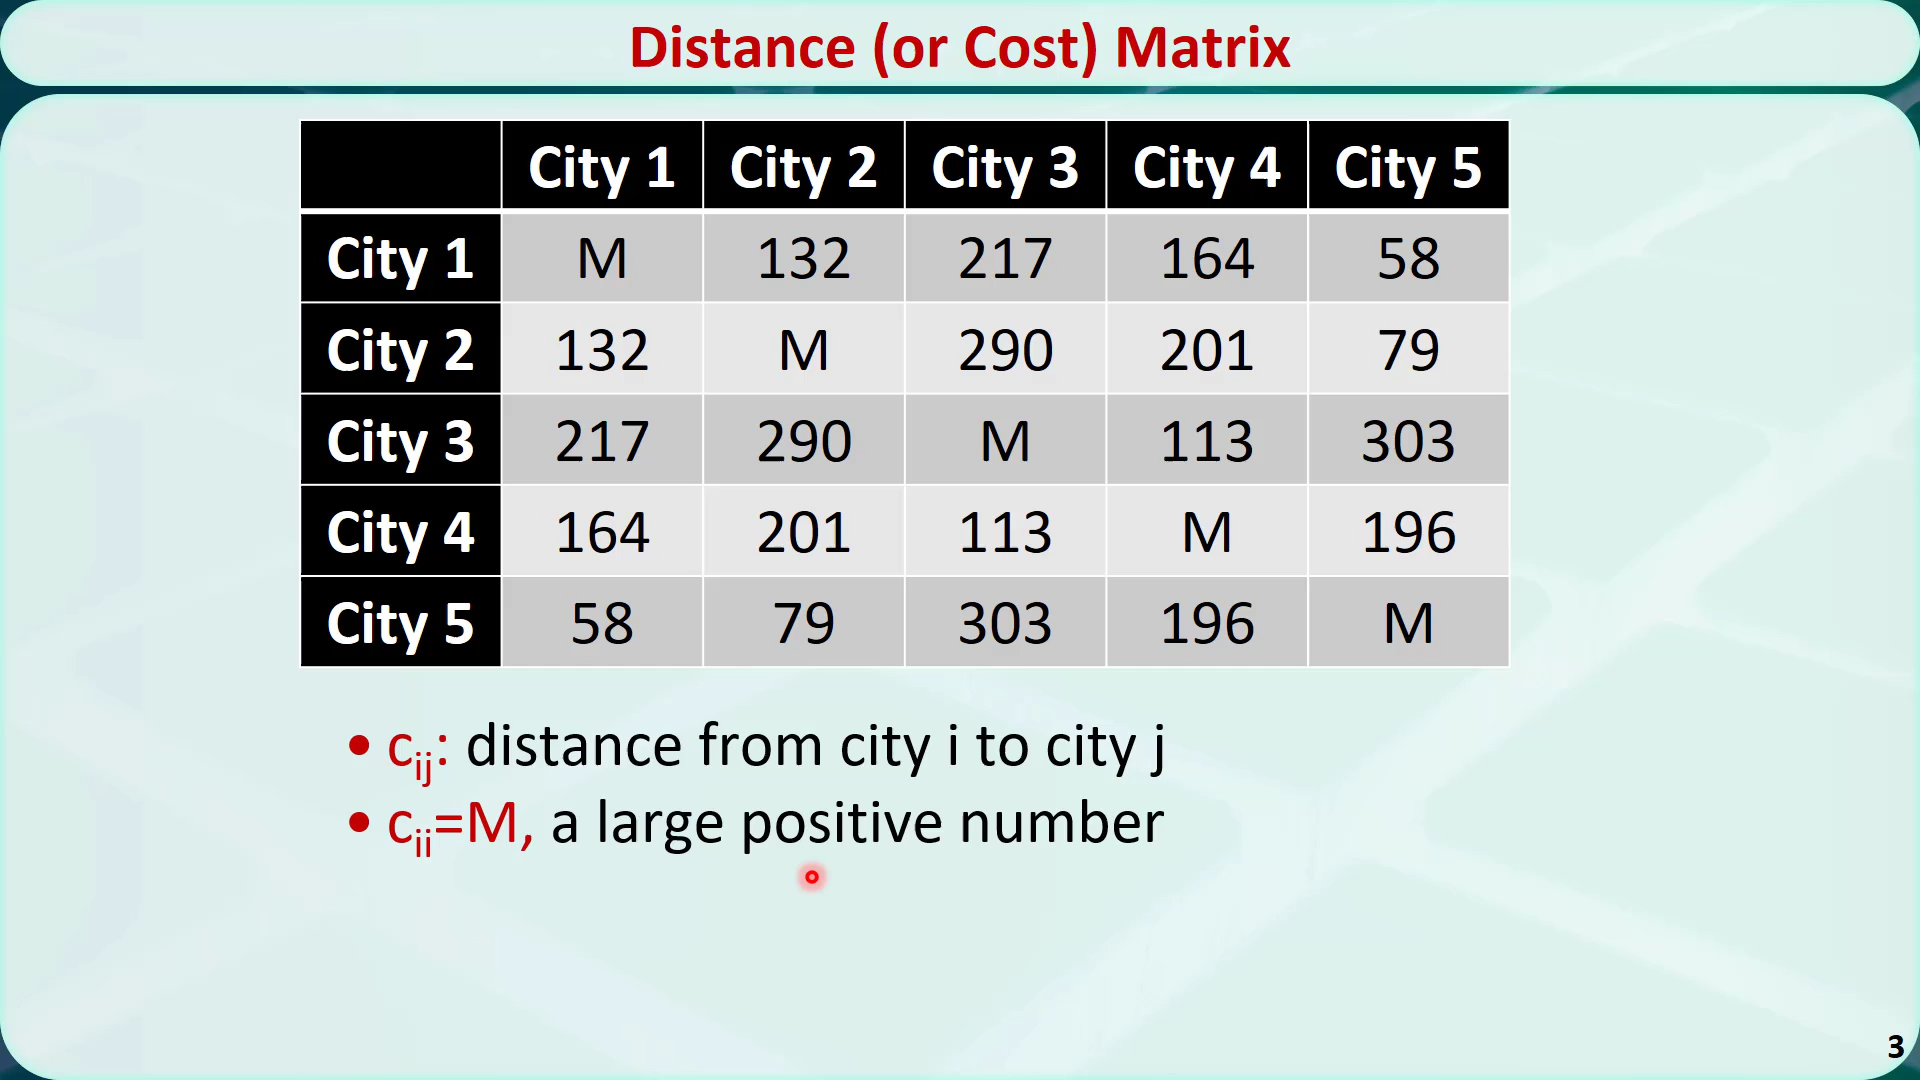 Distance (or Cost) Matrix
City 1 City 2 City 3 City 4 City 5
City 1 M 132 217 164 58
City 2 132 M 290 201 79
City 3 217 290 M 113 303
City 4 164 201 113 M 196
City 5 58 79 303 196 M
• cij: distance from city i to city j
• cii=M, a large positive number
3